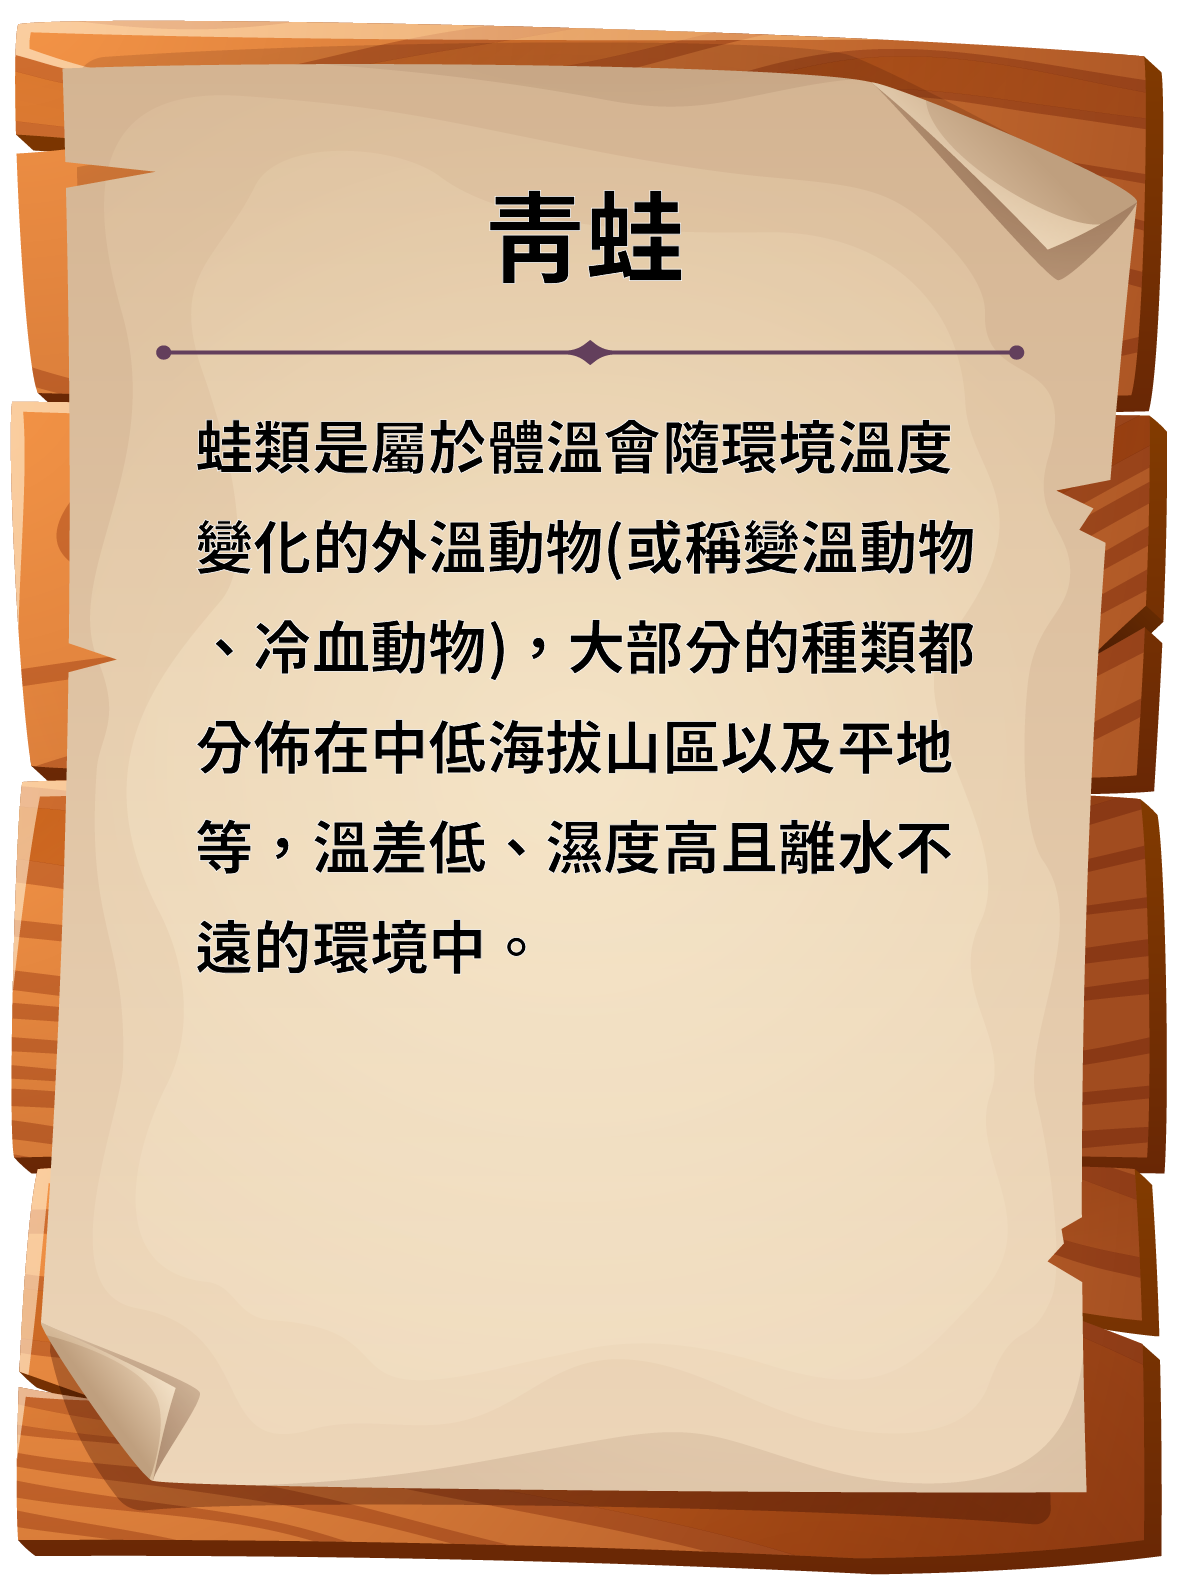 青蛙
蛙類是屬於體溫會隨環境溫度
變化的外溫動物(或稱變溫動物
、冷血動物)，大部分的種類都
分佈在中低海拔山區以及平地
等，溫差低、濕度高且離水不
遠的環境中。